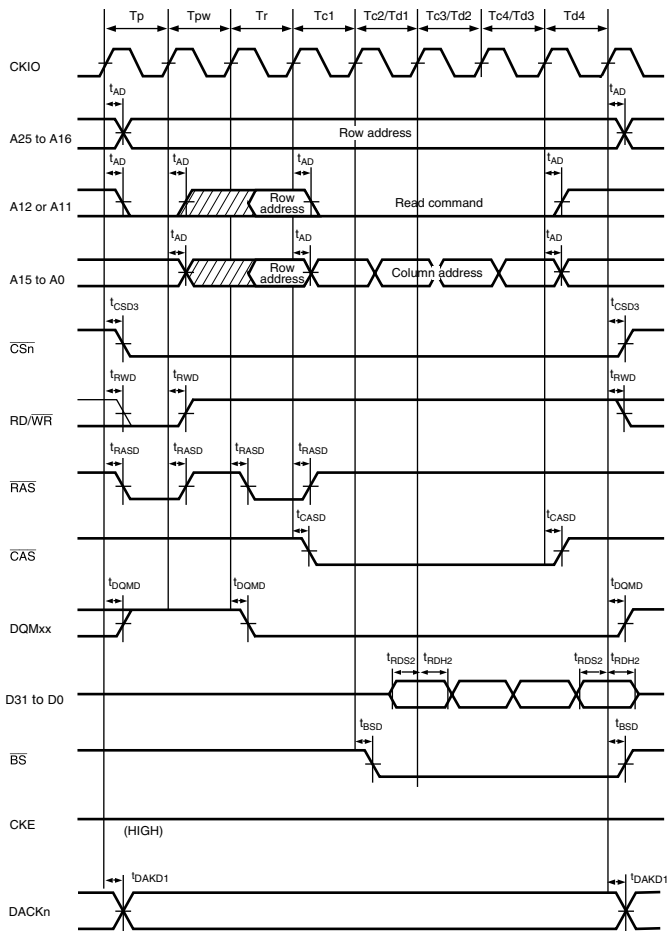 Tp Tpw Tr Tc1 Tc2/Td1 Tc3/Td2 Tc4/Td3 Td4
CKIO
tAD tAD
A25 to A16 Row address
tAD tAD tAD tAD
A12 or A11 Row address Read command
tAD tAD tAD
A15 to A0 Row address Column address
tCSD3 tCSD3
CSn
tRWD tRWD tRWD
RD/WR
tRASD tRASD tRASD tRASD
RAS
tCASD tCASD
CAS
tDQMD tDQMD tDQMD
DQMxx
tRDS2 tRDH2 tRDS2 tRDH2
D31 to D0
tBSD tBSD
BS
CKE
(HIGH)
tDAKD1 tDAKD1
DACKn